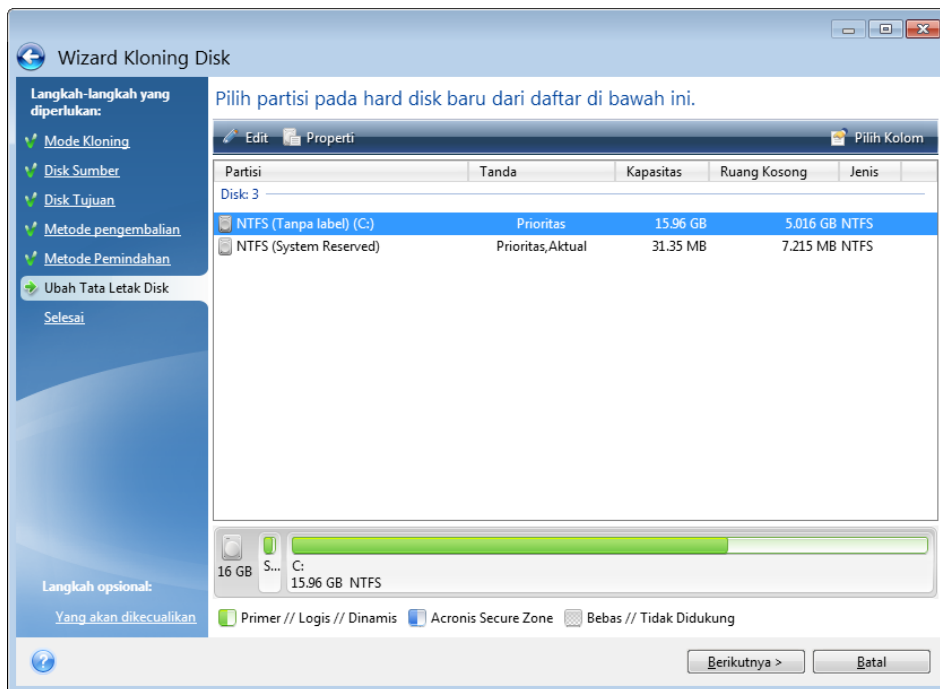 Wizard Kloning Disk
Langkah-langkah yang
diperlukan:
Mode Kloning
Disk Sumber
Disk Tujuan
Metode pengembalian
Metode Pemindahan
Ubah Tata Letak Disk
Selesai
Langkah opsional:
Yang akan dikecualikan
Pilih partisi pada hard disk baru dari daftar di bawah ini.
Edit Properti Pilih Kolom
Partisi Tanda Kapasitas Ruang Kosong Jenis
Disk: 3
NTFS (Tanpa label) (C:) Prioritas 15.96 GB 5.016 GB NTFS
NTFS (System Reserved) Prioritas,Aktual 31.35 MB 7.215 MB NTFS
16 GB S... C:
15.96 GB NTFS
Primer // Logis // Dinamis Acronis Secure Zone Bebas // Tidak Didukung
? Berikutnya > Batal